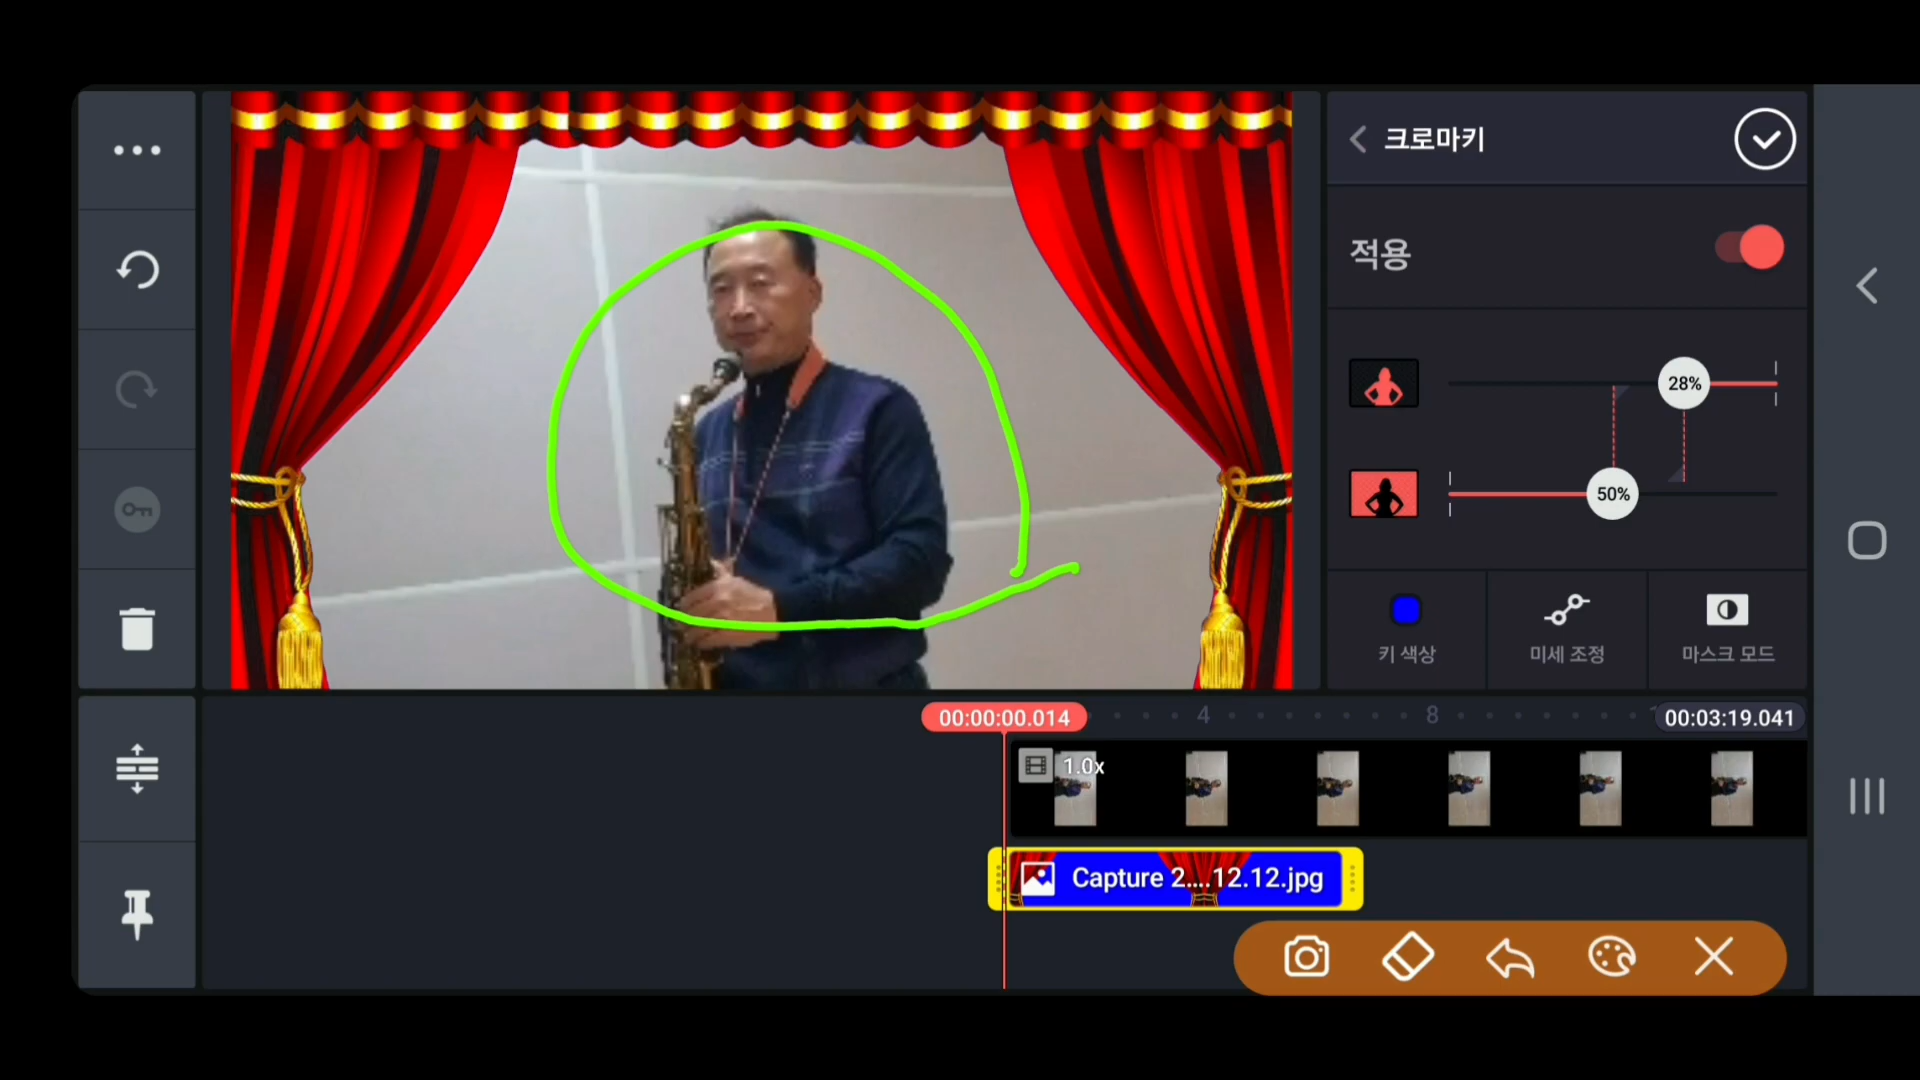 크로마키
적용
28%
50%
키 색상
미세 조정
마스크 모드
00:00:00.014
4
8
00:03:19.041
1.0x
Capture 2....12.12.jpg